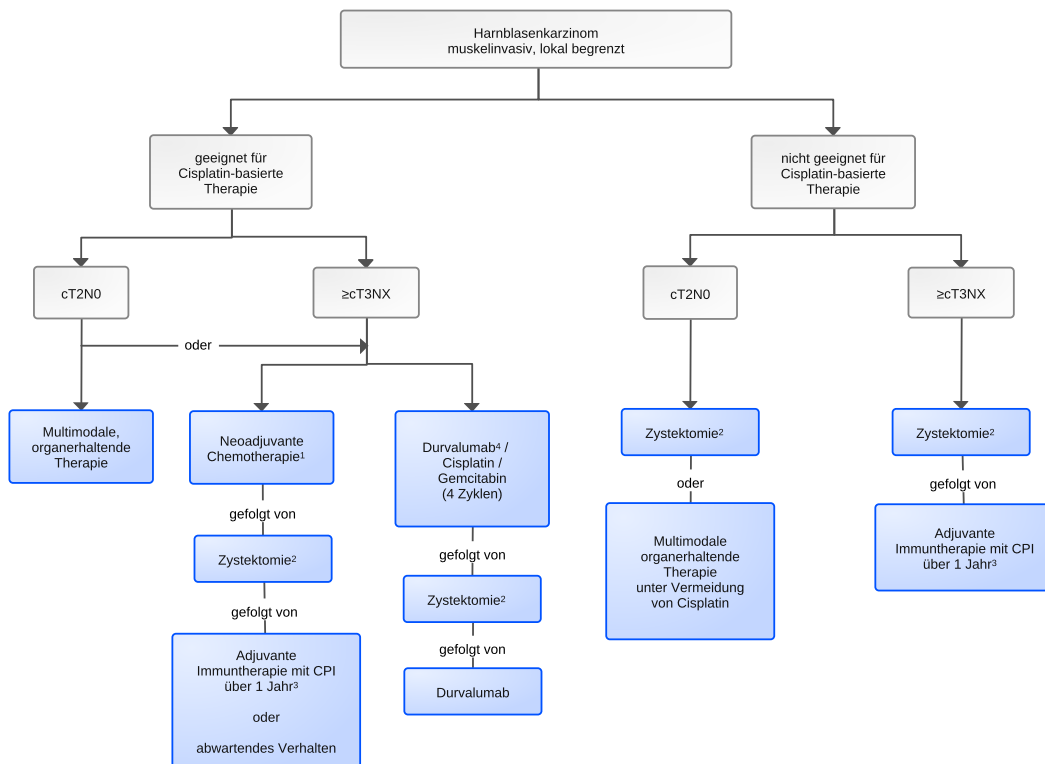 Harnblasenkarzinom
muskelinvasiv, lokal begrenzt
geeignet für
Cisplatin-basierte
Therapie
nicht geeignet für
Cisplatin-basierte
Therapie
cT2N0
≥cT3NX
cT2N0
≥cT3NX
oder
Multimodale,
organerhaltende
Therapie
Neoadjuvante
Chemotherapie¹
gefolgt von
Zystektomie²
gefolgt von
Adjuvante
Immuntherapie mit CPI
über 1 Jahr³
oder
abwartendes Verhalten
Durvalumab⁴ /
Cisplatin /
Gemcitabin
(4 Zyklen)
gefolgt von
Zystektomie²
gefolgt von
Durvalumab
Zystektomie²
oder
Multimodale
organerhaltende
Therapie
unter Vermeidung
von Cisplatin
Zystektomie²
gefolgt von
Adjuvante
Immuntherapie mit CPI
über 1 Jahr³